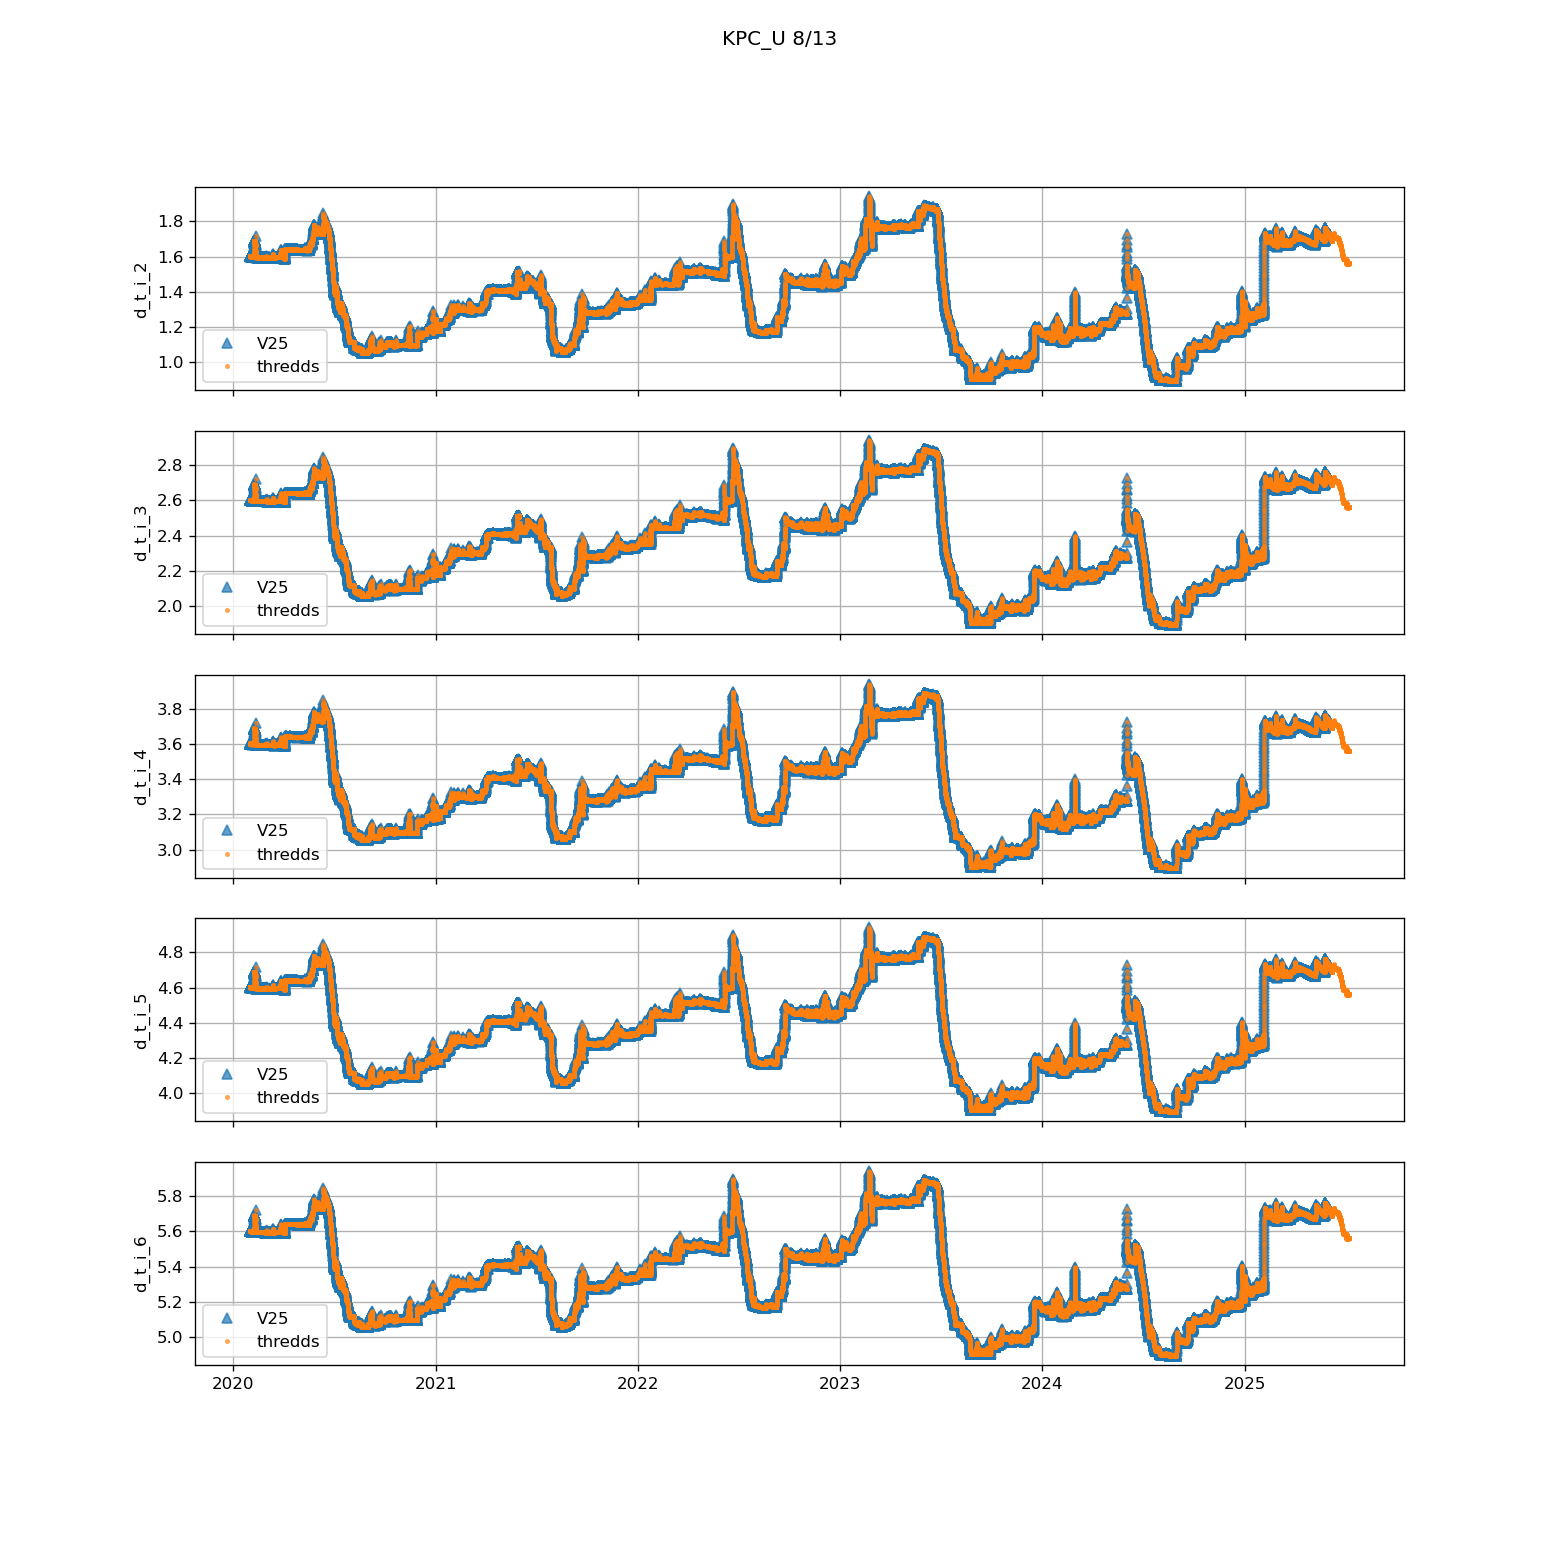 KPC_U 8/13
d_t_i_2
1.8
1.6
1.4
1.2
1.0
V25
thredds
d_t_i_3
2.8
2.6
2.4
2.2
2.0
V25
thredds
d_t_i_4
3.8
3.6
3.4
3.2
3.0
V25
thredds
d_t_i_5
4.8
4.6
4.4
4.2
4.0
V25
thredds
d_t_i_6
5.8
5.6
5.4
5.2
5.0
V25
thredds
2020 2021 2022 2023 2024 2025